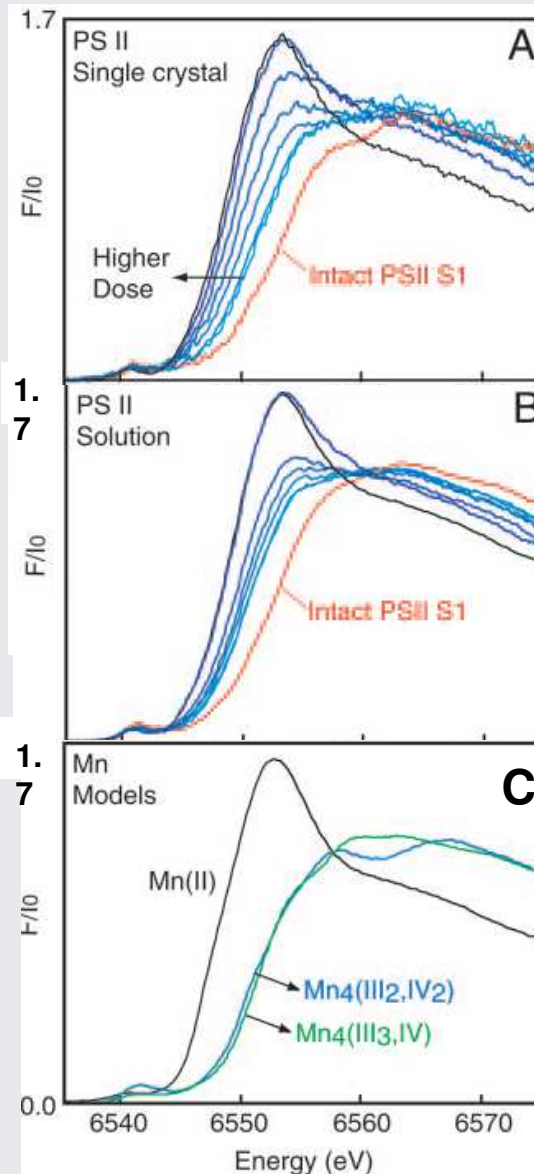 1.7
PS II
Single crystal
A
F/I0
Higher
Dose
Intact PSII S1
1.
7
PS II
Solution
B
F/I0
Intact PSII S1
1.
7
Mn
Models
C
Mn(II)
F/I0
Mn4(III2,IV2)
Mn4(III3,IV)
0.0
6540 6550 6560 6570
Energy (eV)